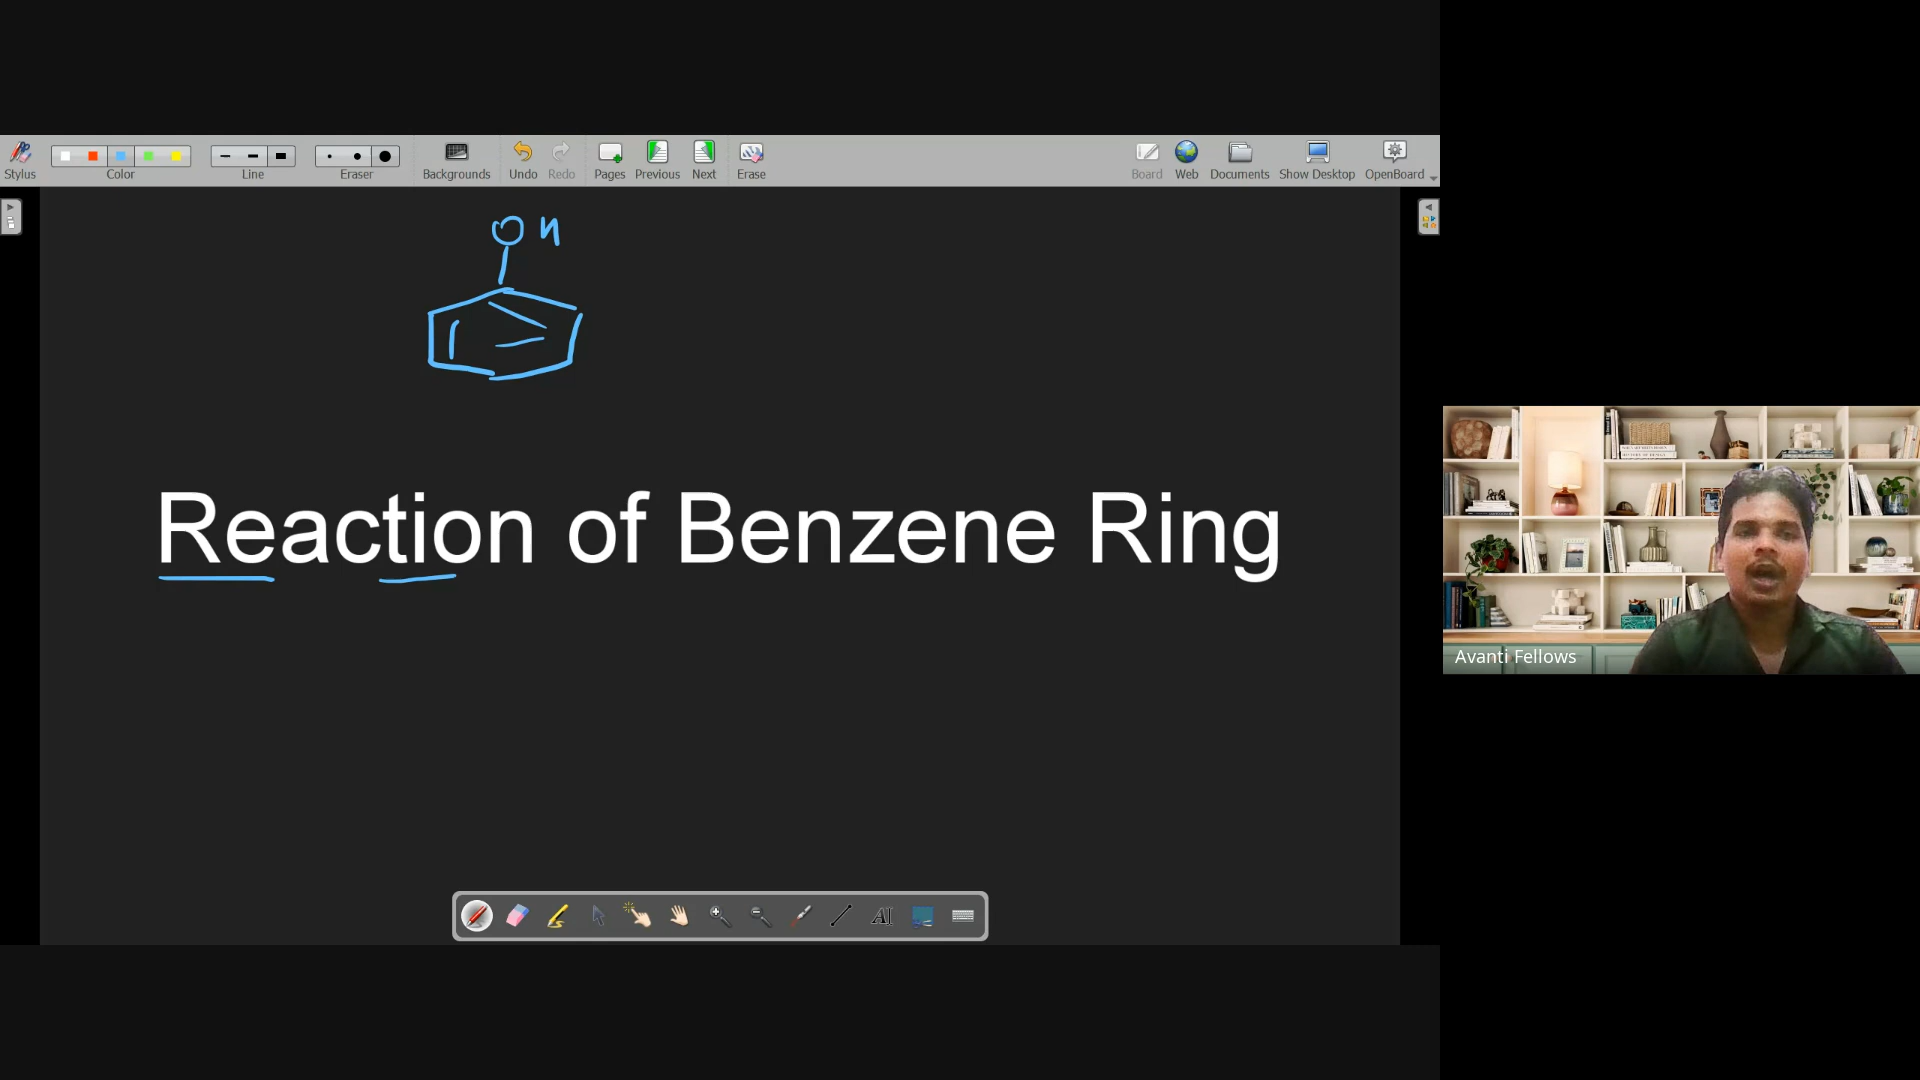 Stylus Color Line Eraser Backgrounds Undo Redo Pages Previous Next Erase Board Web Documents Show Desktop OpenBoard
OH
Reaction of Benzene Ring
Avanti Fellows
AI